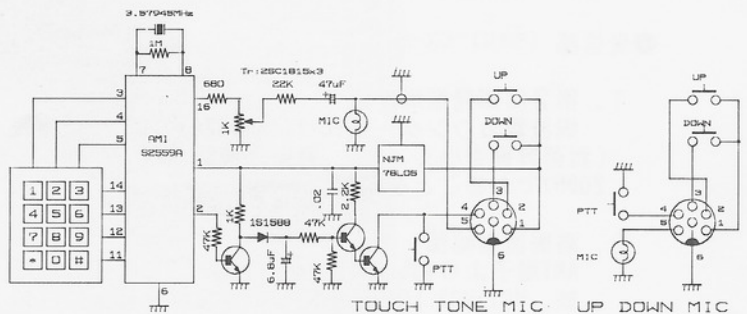 3.57945MHz
1M
7
8
Tr:2SC1815x3
680
22K
47uF
UP
UP
3
16
4
1K
MIC
DOWN
DOWN
5
AMI
S2559A
1
NJM
78L05
3
3
1 2 3
14
.02
2.2K
4
2
PTT
4
2
4 5 6
13
2
1K
1S1588
47K
5
1
5
1
7 8 9
12
47K
6.8uF
MIC
* 0 #
11
47K
PTT
6
6
6
TOUCH TONE MIC
UP DOWN MIC